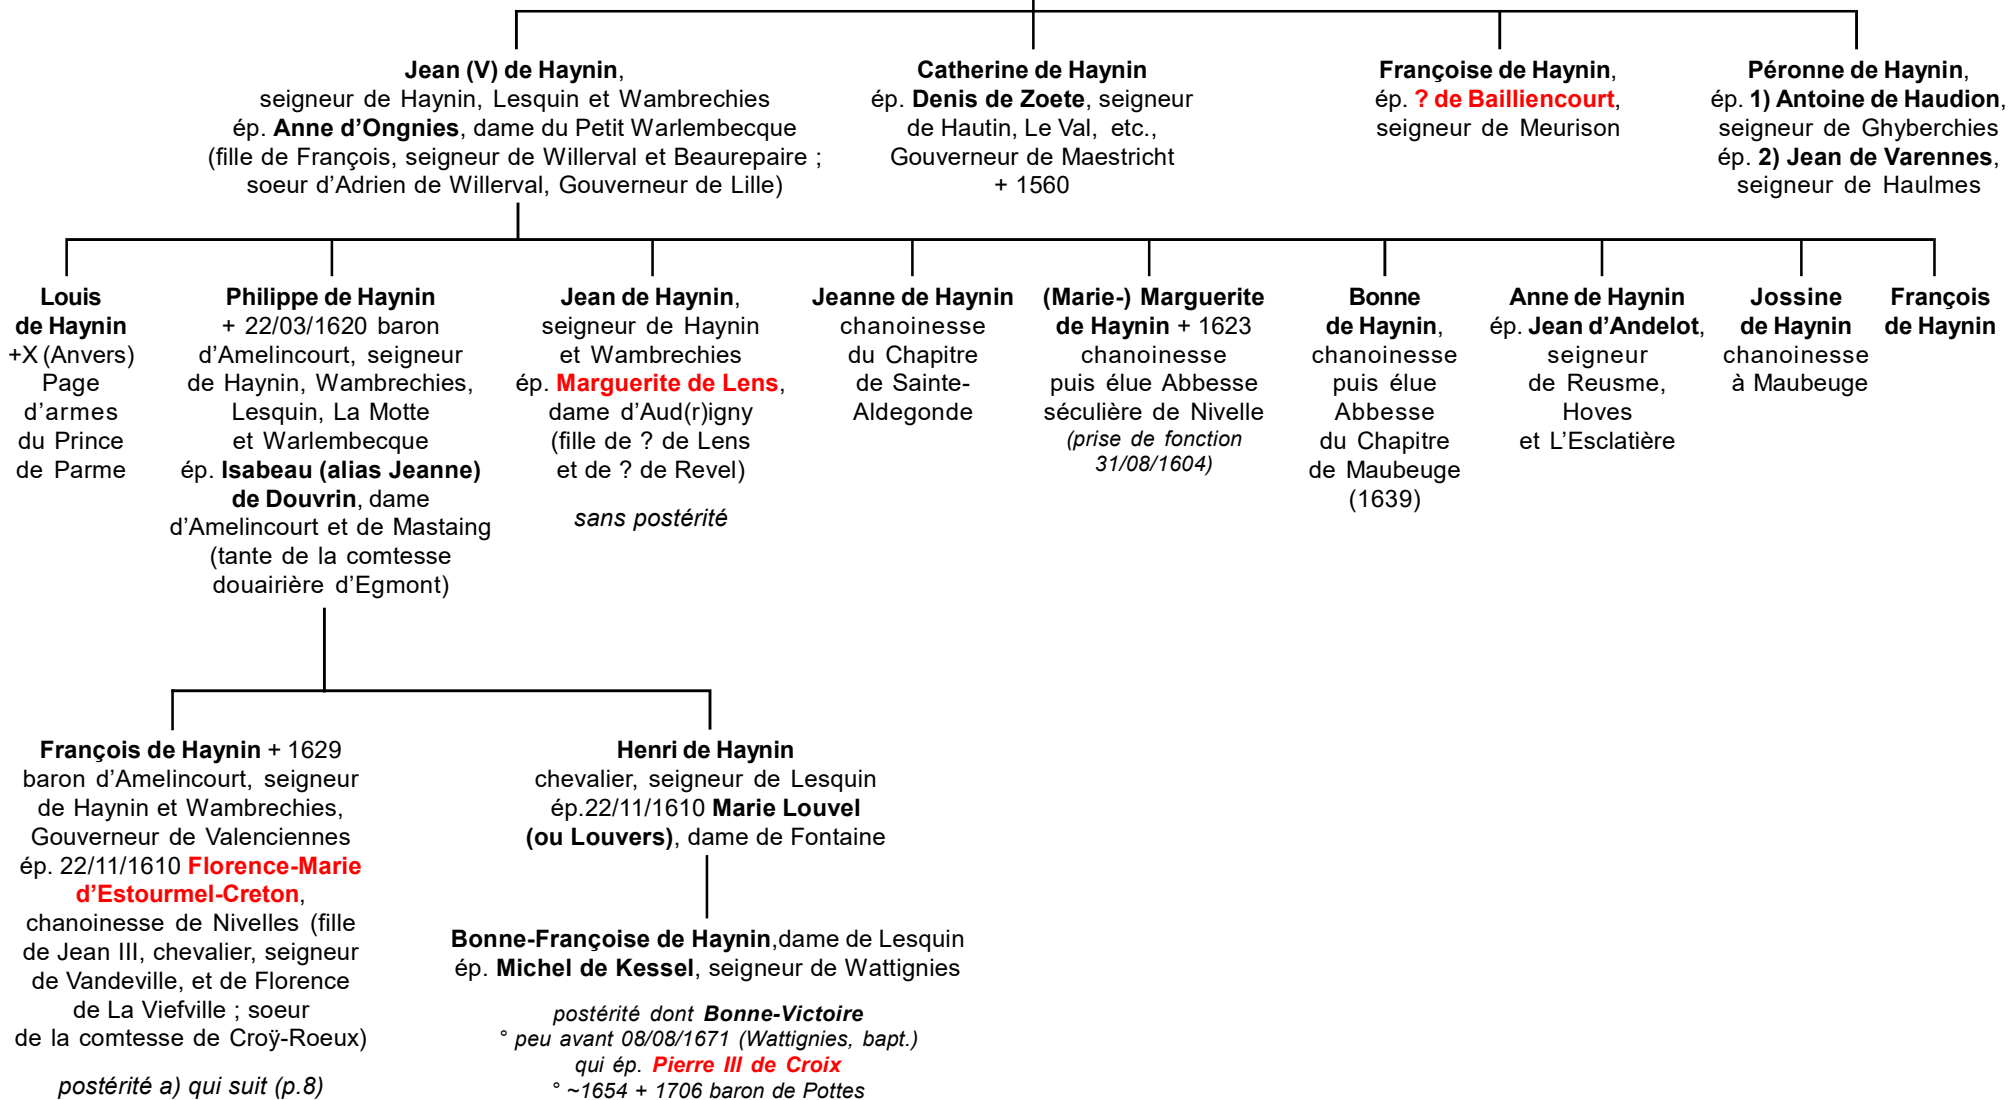 Jean (V) de Haynin,
seigneur de Haynin, Lesquin et Wambrechies
ép. Anne d’Ongnies, dame du Petit Warlembecque
(fille de François, seigneur de Willerval et Beaurepaire ;
soeur d’Adrien de Willerval, Gouverneur de Lille)
Catherine de Haynin
ép. Denis de Zoete, seigneur
de Hautin, Le Val, etc.,
Gouverneur de Maestricht
+ 1560
Françoise de Haynin,
ép. ? de Bailliencourt,
seigneur de Meurison
Péronne de Haynin,
ép. 1) Antoine de Haudion,
seigneur de Ghyberchies
ép. 2) Jean de Varennes,
seigneur de Haulmes
Louis
de Haynin
+X (Anvers)
Page
d’armes
du Prince
de Parme
Philippe de Haynin
+ 22/03/1620 baron
d’Amelincourt, seigneur
de Haynin, Wambrechies,
Lesquin, La Motte
et Warlembecque
ép. Isabeau (alias Jeanne)
de Douvrin, dame
d’Amelincourt et de Mastaing
(tante de la comtesse
douairière d’Egmont)
Jean de Haynin,
seigneur de Haynin
et Wambrechies
ép. Marguerite de Lens,
dame d’Aud(r)igny
(fille de ? de Lens
et de ? de Revel)
sans postérité
Jeanne de Haynin
chanoinesse
du Chapitre
de Sainte-
Aldegonde
(Marie-) Marguerite
de Haynin + 1623
chanoinesse
puis élue Abbesse
séculière de Nivelle
(prise de fonction
31/08/1604)
Bonne
de Haynin,
chanoinesse
puis élue
Abbesse
du Chapitre
de Maubeuge
(1639)
Anne de Haynin
ép. Jean d’Andelot,
seigneur
de Reusme,
Hoves
et L’Esclatière
Jossine
de Haynin
chanoinesse
à Maubeuge
François
de Haynin
François de Haynin + 1629
baron d’Amelincourt, seigneur
de Haynin et Wambrechies,
Gouverneur de Valenciennes
ép. 22/11/1610 Florence-Marie
d’Estourmel-Creton,
chanoinesse de Nivelles (fille
de Jean III, chevalier, seigneur
de Vandeville, et de Florence
de La Viefville ; soeur
de la comtesse de Croÿ-Roeux)
postérité a) qui suit (p.8)
Henri de Haynin
chevalier, seigneur de Lesquin
ép.22/11/1610 Marie Louvel
(ou Louvers), dame de Fontaine
Bonne-Françoise de Haynin,dame de Lesquin
ép. Michel de Kessel, seigneur de Wattignies
postérité dont Bonne-Victoire
° peu avant 08/08/1671 (Wattignies, bapt.)
qui ép. Pierre III de Croix
° ~1654 + 1706 baron de Pottes